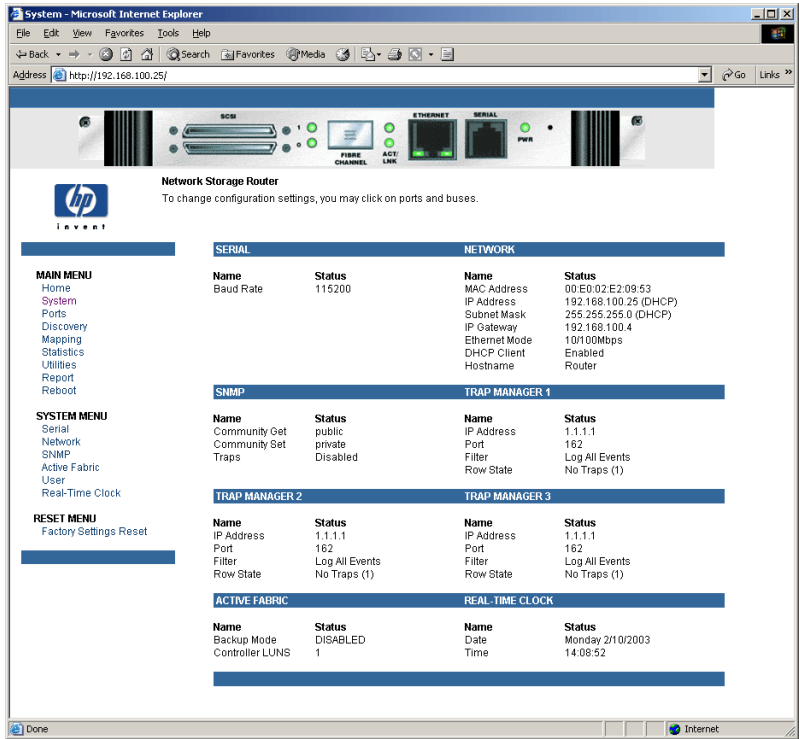 System - Microsoft Internet Explorer
File Edit View Favorites Tools Help
Back Search Favorites Media
Address http://192.168.100.25/ Go Links »
SCSI 1 0 FIBRE CHANNEL ACT/LNK ETHERNET SERIAL PWR
hp
invent
Network Storage Router
To change configuration settings, you may click on ports and buses.
MAIN MENU
Home
System
Ports
Discovery
Mapping
Statistics
Utilities
Report
Reboot
SYSTEM MENU
Serial
Network
SNMP
Active Fabric
User
Real-Time Clock
RESET MENU
Factory Settings Reset
SERIAL
Name Status
Baud Rate 115200
NETWORK
Name Status
MAC Address 00:E0:02:E2:09:53
IP Address 192.168.100.25 (DHCP)
Subnet Mask 255.255.255.0 (DHCP)
IP Gateway 192.168.100.4
Ethernet Mode 10/100Mbps
DHCP Client Enabled
Hostname Router
SNMP
Name Status
Community Get public
Community Set private
Traps Disabled
TRAP MANAGER 1
Name Status
IP Address 1.1.1.1
Port 162
Filter Log All Events
Row State No Traps (1)
TRAP MANAGER 2
Name Status
IP Address 1.1.1.1
Port 162
Filter Log All Events
Row State No Traps (1)
TRAP MANAGER 3
Name Status
IP Address 1.1.1.1
Port 162
Filter Log All Events
Row State No Traps (1)
ACTIVE FABRIC
Name Status
Backup Mode DISABLED
Controller LUNS 1
REAL-TIME CLOCK
Name Status
Date Monday 2/10/2003
Time 14:08:52
Done Internet